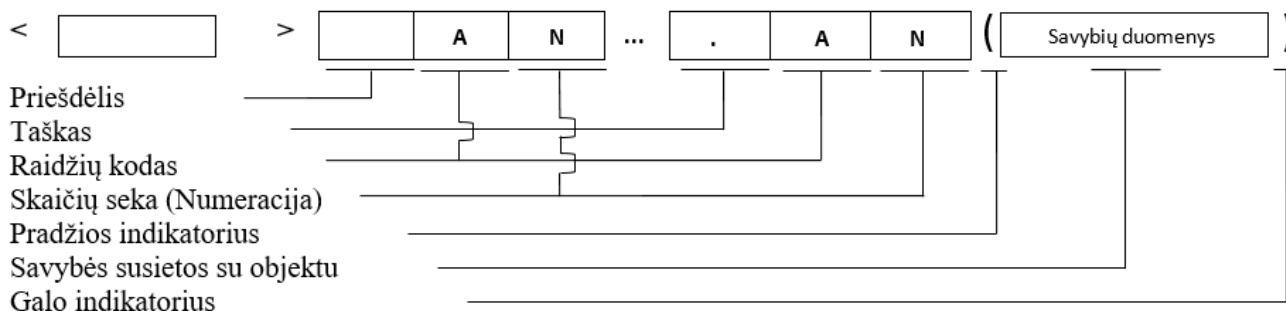 < > A N ... . A N ( Savybių duomenys )
Priešdėlis
Taškas
Raidžių kodas
Skaičių seka (Numeracija)
Pradžios indikatorius
Savybės susietos su objektu
Galo indikatorius